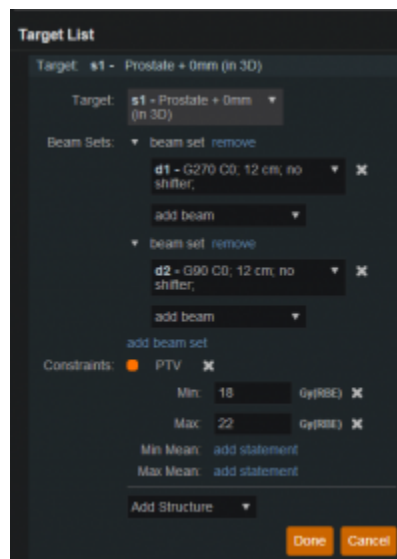 Target List
Target: s1 - Prostate + 0mm (in 3D)
Target: s1 - Prostate + 0mm
(in 3D)
Beam Sets: beam set remove
d1 - G270 C0; 12 cm; no
shifter;
add beam
beam set remove
d2 - G90 C0; 12 cm; no
shifter;
add beam
add beam set
Constraints: PTV
Min: 18 Gy(RBE)
Max: 22 Gy(RBE)
Min Mean: add statement
Max Mean: add statement
Add Structure
Done Cancel